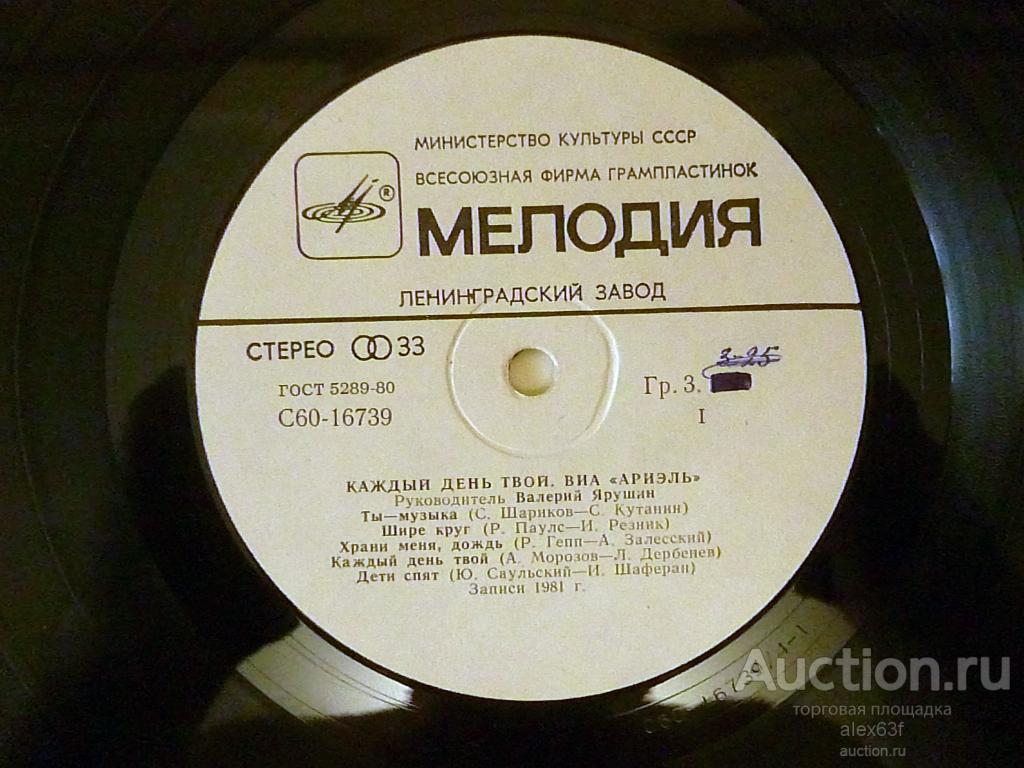 МИНИСТЕРСТВО КУЛЬТУРЫ СССР
ВСЕСОЮЗНАЯ ФИРМА ГРАМПЛАСТИНОК
®
МЕЛОДИЯ
ЛЕНИНГРАДСКИЙ ЗАВОД
СТЕРЕО 33
3-25
ГОСТ 5289-80
Гр. 3.
С60-16739
I
КАЖДЫЙ ДЕНЬ ТВОЙ. ВИА «АРИЭЛЬ»
Руководитель Валерий Ярушин
Ты—музыка (С. Шариков—С. Кутанин)
Шире круг (Р. Паулс—И. Резник)
Храни меня, дождь (Р. Гепп—А. Залесский)
Каждый день твой (А. Морозов—Л. Дербенев)
Дети спят (Ю. Саульский—И. Шаферан)
Записи 1981 г.
Auction.ru
торговая площадка
alex63f
auction.ru